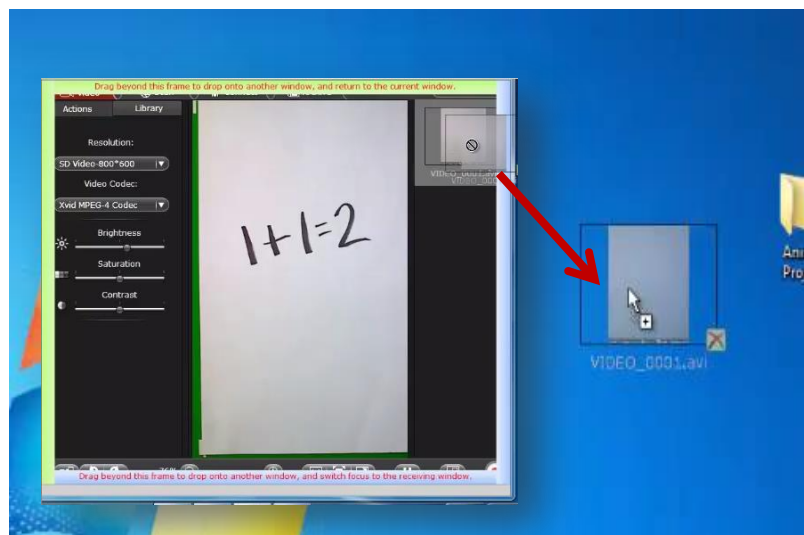 Drag beyond this frame to drop onto another window, and return to the current window.
Video
Actions
Library
Resolution:
SD Video-800*600
Video Codec:
Xvid MPEG-4 Codec
Brightness
Saturation
Contrast
1+1=2
VIDEO_0001.avi
Drag beyond this frame to drop onto another window, and switch focus to the receiving window.
VIDEO_0001.avi